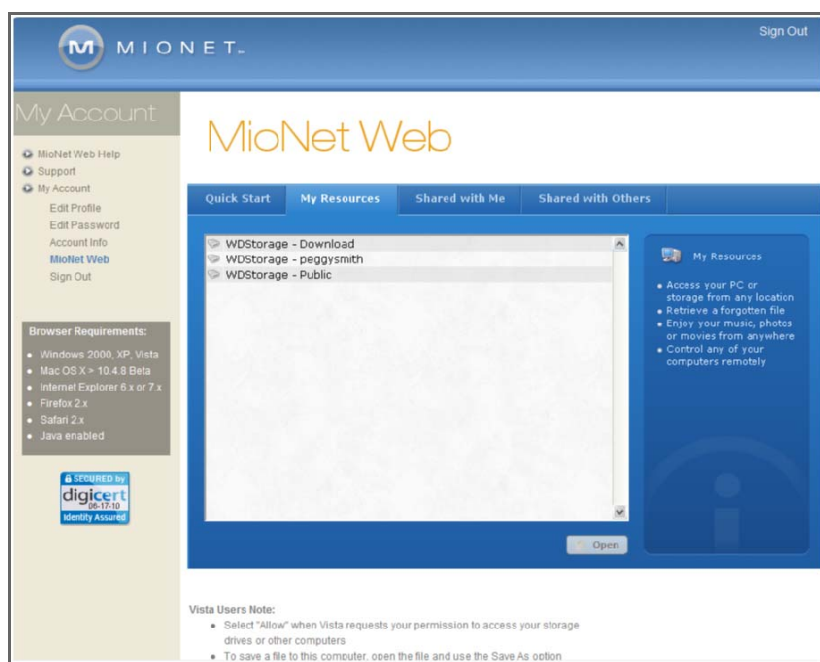 M MIONET™
Sign Out
My Account
MioNet Web Help
Support
My Account
Edit Profile
Edit Password
Account Info
MioNet Web
Sign Out
Browser Requirements:
Windows 2000, XP, Vista
Mac OS X > 10.4.8 Beta
Internet Explorer 6.x or 7.x
Firefox 2.x
Safari 2.x
Java enabled
SECURED by
digicert
06-17-10
Identity Assured
MioNet Web
Quick Start My Resources Shared with Me Shared with Others
WDStorage - Download
WDStorage - peggysmith
WDStorage - Public
Open
My Resources
Access your PC or
storage from any location
Retrieve a forgotten file
Enjoy your music, photos
or movies from anywhere
Control any of your
computers remotely
Vista Users Note:
Select "Allow" when Vista requests your permission to access your storage
drives or other computers
To save a file to this computer, open the file and use the Save As option